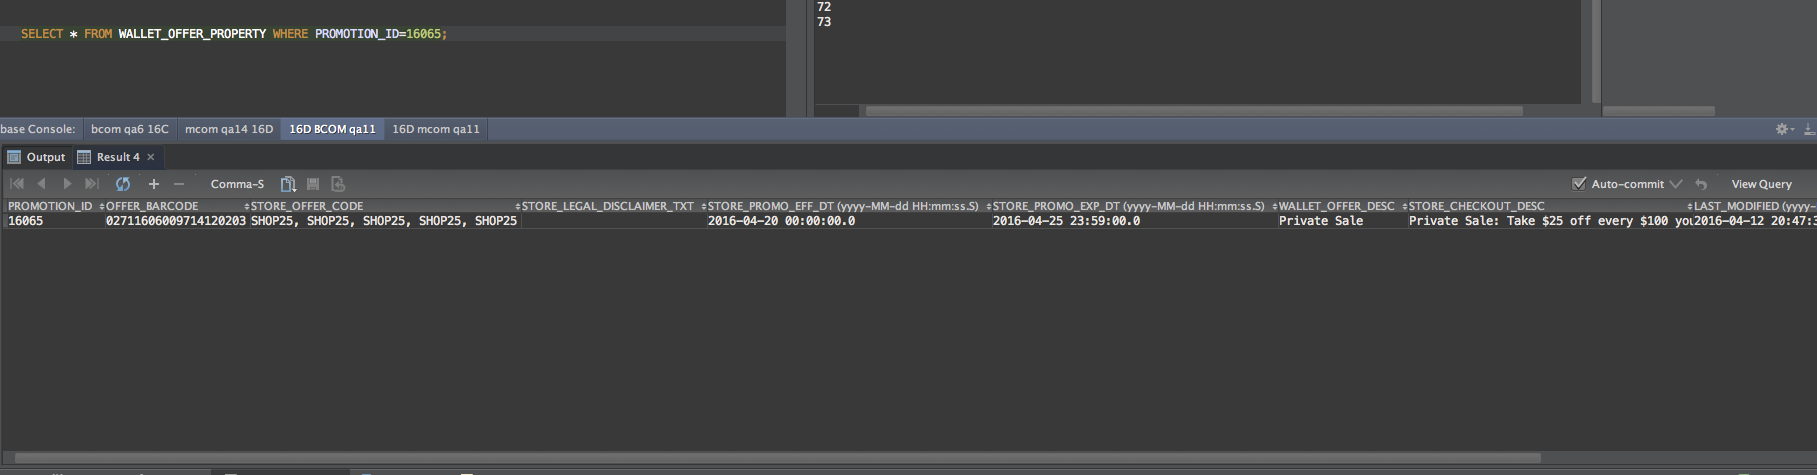 72
73
SELECT * FROM WALLET_OFFER_PROPERTY WHERE PROMOTION_ID=16065;
base Console: bcom qa6 16C mcom qa14 16D 16D BCOM qa11 16D mcom qa11
Output Result 4
Comma-S Auto-commit View Query
PROMOTION_ID OFFER_BARCODE STORE_OFFER_CODE STORE_LEGAL_DISCLAIMER_TXT STORE_PROMO_EFF_DT (yyyy-MM-dd HH:mm:ss.S) STORE_PROMO_EXP_DT (yyyy-MM-dd HH:mm:ss.S) WALLET_OFFER_DESC STORE_CHECKOUT_DESC LAST_MODIFIED (yyyy-
16065 02711606009714120203 SHOP25, SHOP25, SHOP25, SHOP25, SHOP25 2016-04-20 00:00:00.0 2016-04-25 23:59:00.0 Private Sale Private Sale: Take $25 off every $100 you 2016-04-12 20:47:3